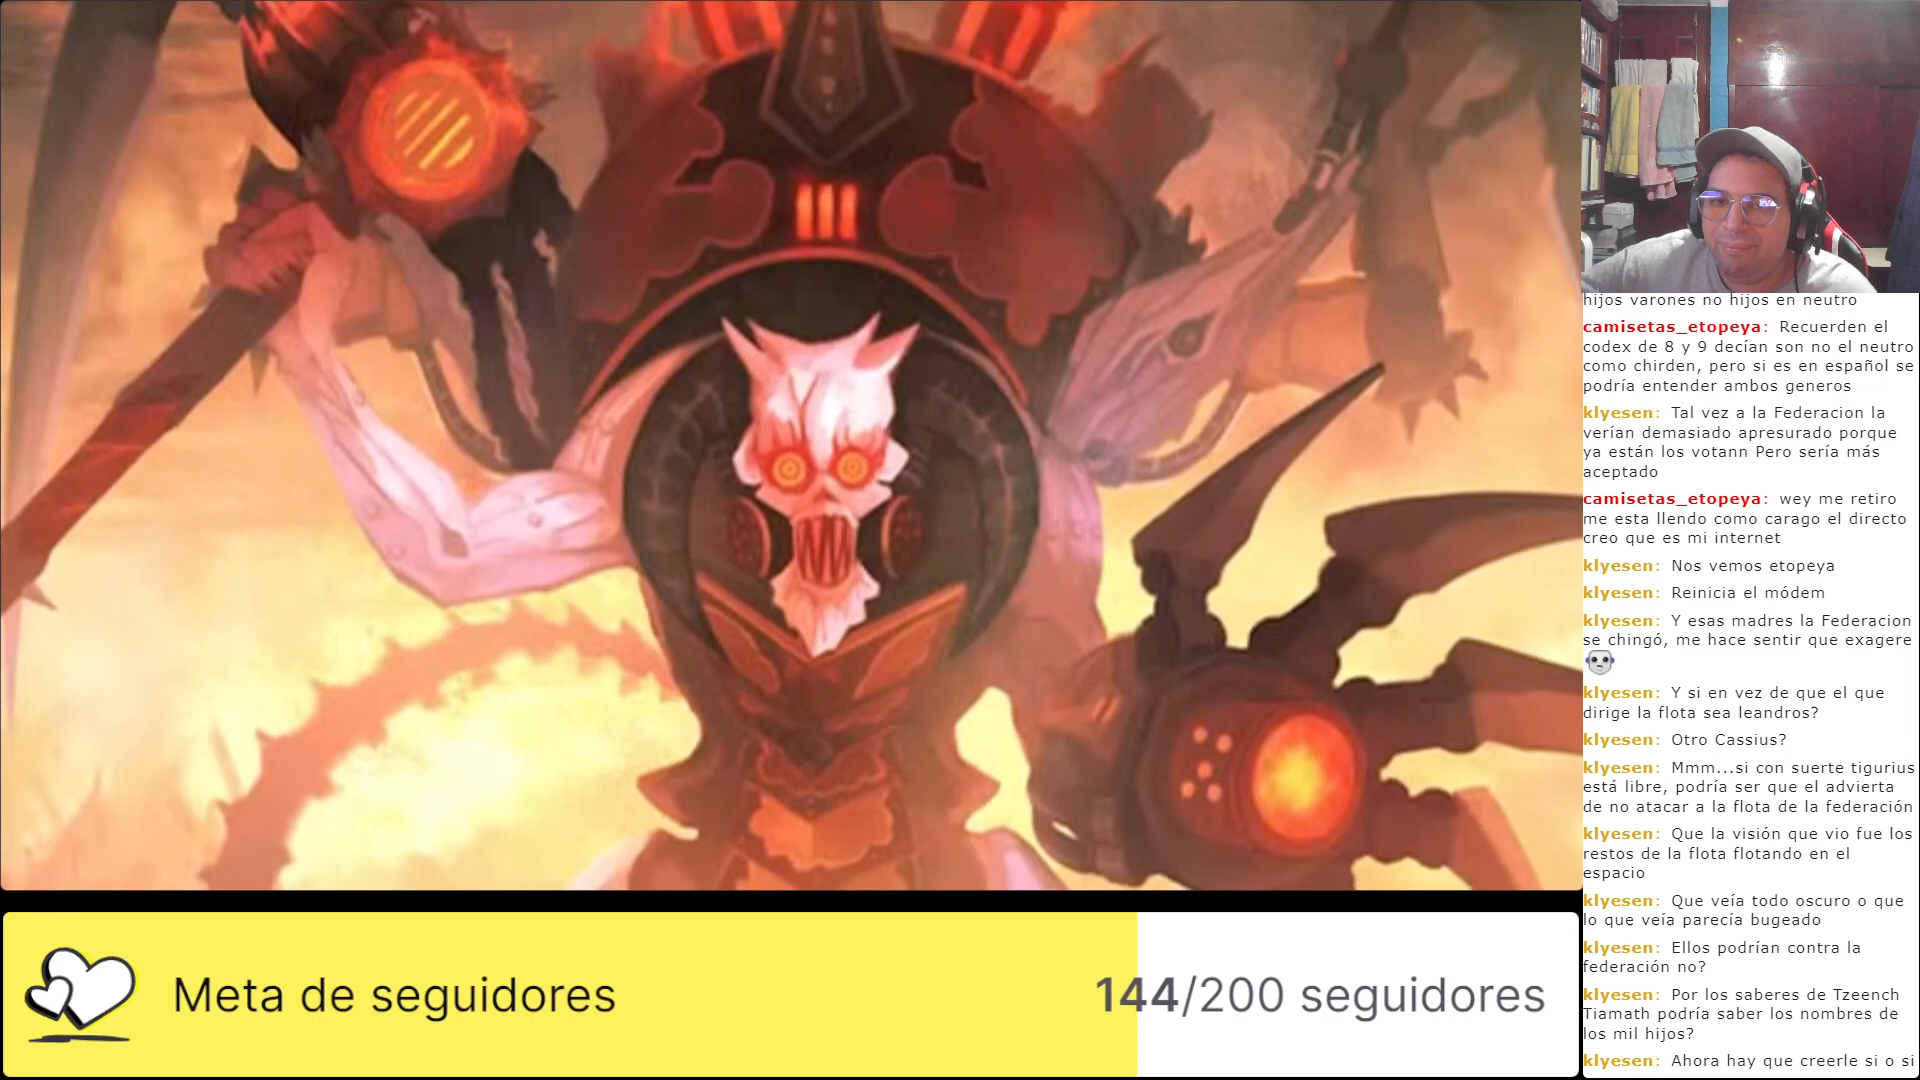 hijos varones no hijos en neutro
camisetas_etopeya: Recuerden el
codex de 8 y 9 decían son no el neutro
como chirden, pero si es en español se
podría entender ambos generos
klyesen: Tal vez a la Federacion la
verían demasiado apresurado porque
ya están los votann Pero sería más
aceptado
camisetas_etopeya: wey me retiro
me esta llendo como carago el directo
creo que es mi internet
klyesen: Nos vemos etopeya
klyesen: Reinicia el módem
klyesen: Y esas madres la Federacion
se chingó, me hace sentir que exagere
klyesen: Y si en vez de que el que
dirige la flota sea leandros?
klyesen: Otro Cassius?
klyesen: Mmm...si con suerte tigurius
está libre, podría ser que el advierta
de no atacar a la flota de la federación
klyesen: Que la visión que vio fue los
restos de la flota flotando en el
espacio
klyesen: Que veía todo oscuro o que
lo que veía parecía bugeado
klyesen: Ellos podrían contra la
federación no?
klyesen: Por los saberes de Tzeench
Tiamath podría saber los nombres de
los mil hijos?
klyesen: Ahora hay que creerle si o si
Meta de seguidores
144/200 seguidores